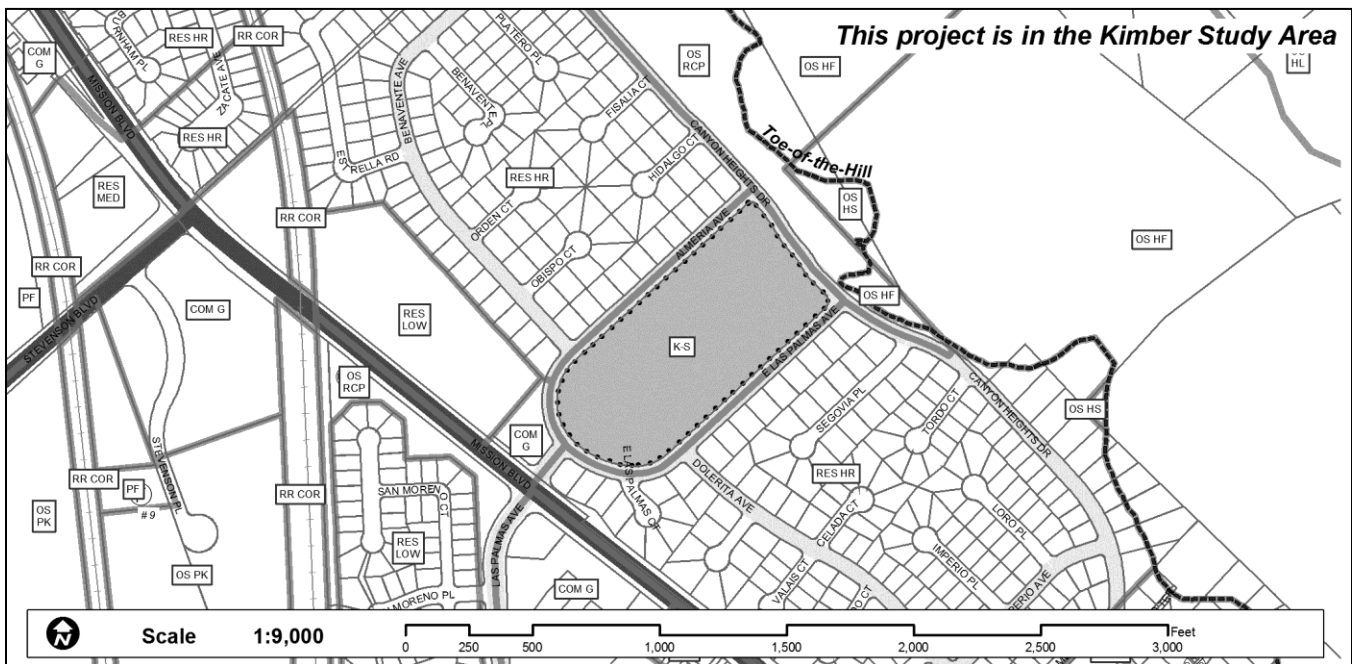 This project is in the Kimber Study Area
COM
G
BURNHAM PL
RES HR
ZACATE AVE
RR COR
MISSION BLVD
RES HR
RES
MED
RR COR
RR COR
PF
STEVENSON BLVD
COM G
STEVENSON PL
RR COR
PF
# 9
OS
PK
OS PK
RR COR
ESTRELLA RD
BENAVENTE AVE
PLATERO PL
BENAVENTE PL
FISALIA CT
HIDALGO CT
RES HR
ORDEN CT
OBISPO CT
ALMERIA AVE
CANYON HEIGHTS DR
OS
RCP
OS HF
HL
Toe-of-the-Hill
OS
HS
OS HF
OS HF
K-S
E LAS PALMAS AVE
RES
LOW
OS
RCP
COM
G
MISSION BLVD
E LAS PALMAS CT
LAS PALMAS AVE
SAN MORENO CT
RES
LOW
MORENO PL
COM G
DOLERITA AVE
SEGOVIA PL
TORDO CT
RES HR
CELADA CT
LORO PL
IMPERIO PL
VALAIS CT
CANYON HEIGHTS DR
OS HS
N
Scale 1:9,000
0 250 500 1,000 1,500 2,000 2,500 3,000
Feet